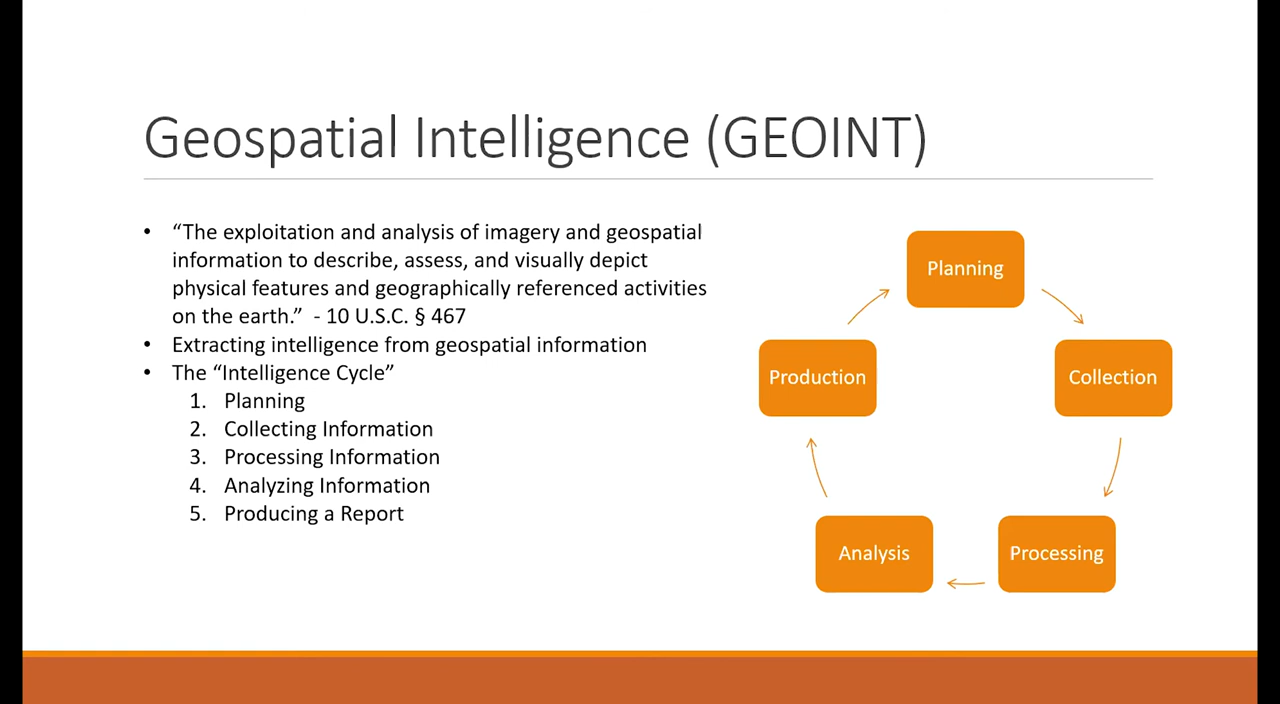 Geospatial Intelligence (GEOINT)
• “The exploitation and analysis of imagery and geospatial
information to describe, assess, and visually depict
physical features and geographically referenced activities
on the earth.”  - 10 U.S.C. § 467
• Extracting intelligence from geospatial information
• The “Intelligence Cycle”
1. Planning
2. Collecting Information
3. Processing Information
4. Analyzing Information
5. Producing a Report
Planning
Collection
Processing
Analysis
Production